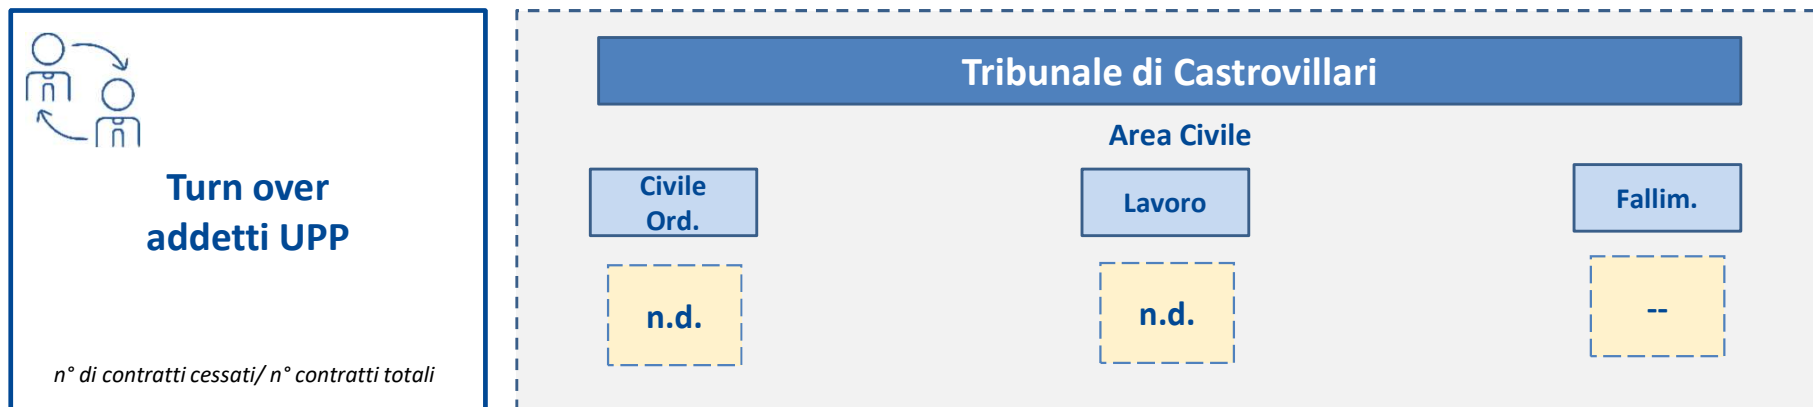 Turn over
addetti UPP
n° di contratti cessati/ n° contratti totali
Tribunale di Castrovillari
Area Civile
Civile
Ord.
Lavoro
Fallim.
n.d.
n.d.
--